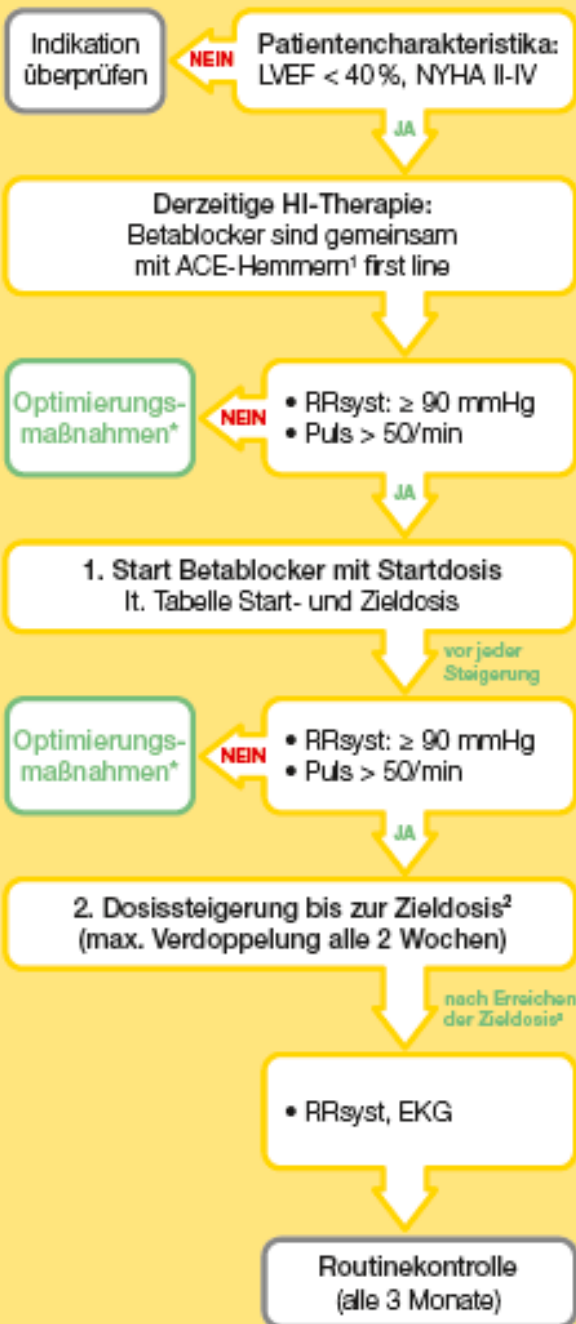 Indikation
überprüfen
NEIN
Patientencharakteristika:
LVEF < 40 %, NYHA II-IV
JA
Derzeitige HI-Therapie:
Betablocker sind gemeinsam
mit ACE-Hemmern¹ first line
Optimierungs-
maßnahmen*
NEIN
• RRsyst: ≥ 90 mmHg
• Puls > 50/min
JA
1. Start Betablocker mit Startdosis
lt. Tabelle Start- und Zieldosis
vor jeder
Steigerung
Optimierungs-
maßnahmen*
NEIN
• RRsyst: ≥ 90 mmHg
• Puls > 50/min
JA
2. Dosissteigerung bis zur Zieldosis²
(max. Verdoppelung alle 2 Wochen)
nach Erreichen
der Zieldosis²
• RRsyst, EKG
Routinekontrolle
(alle 3 Monate)